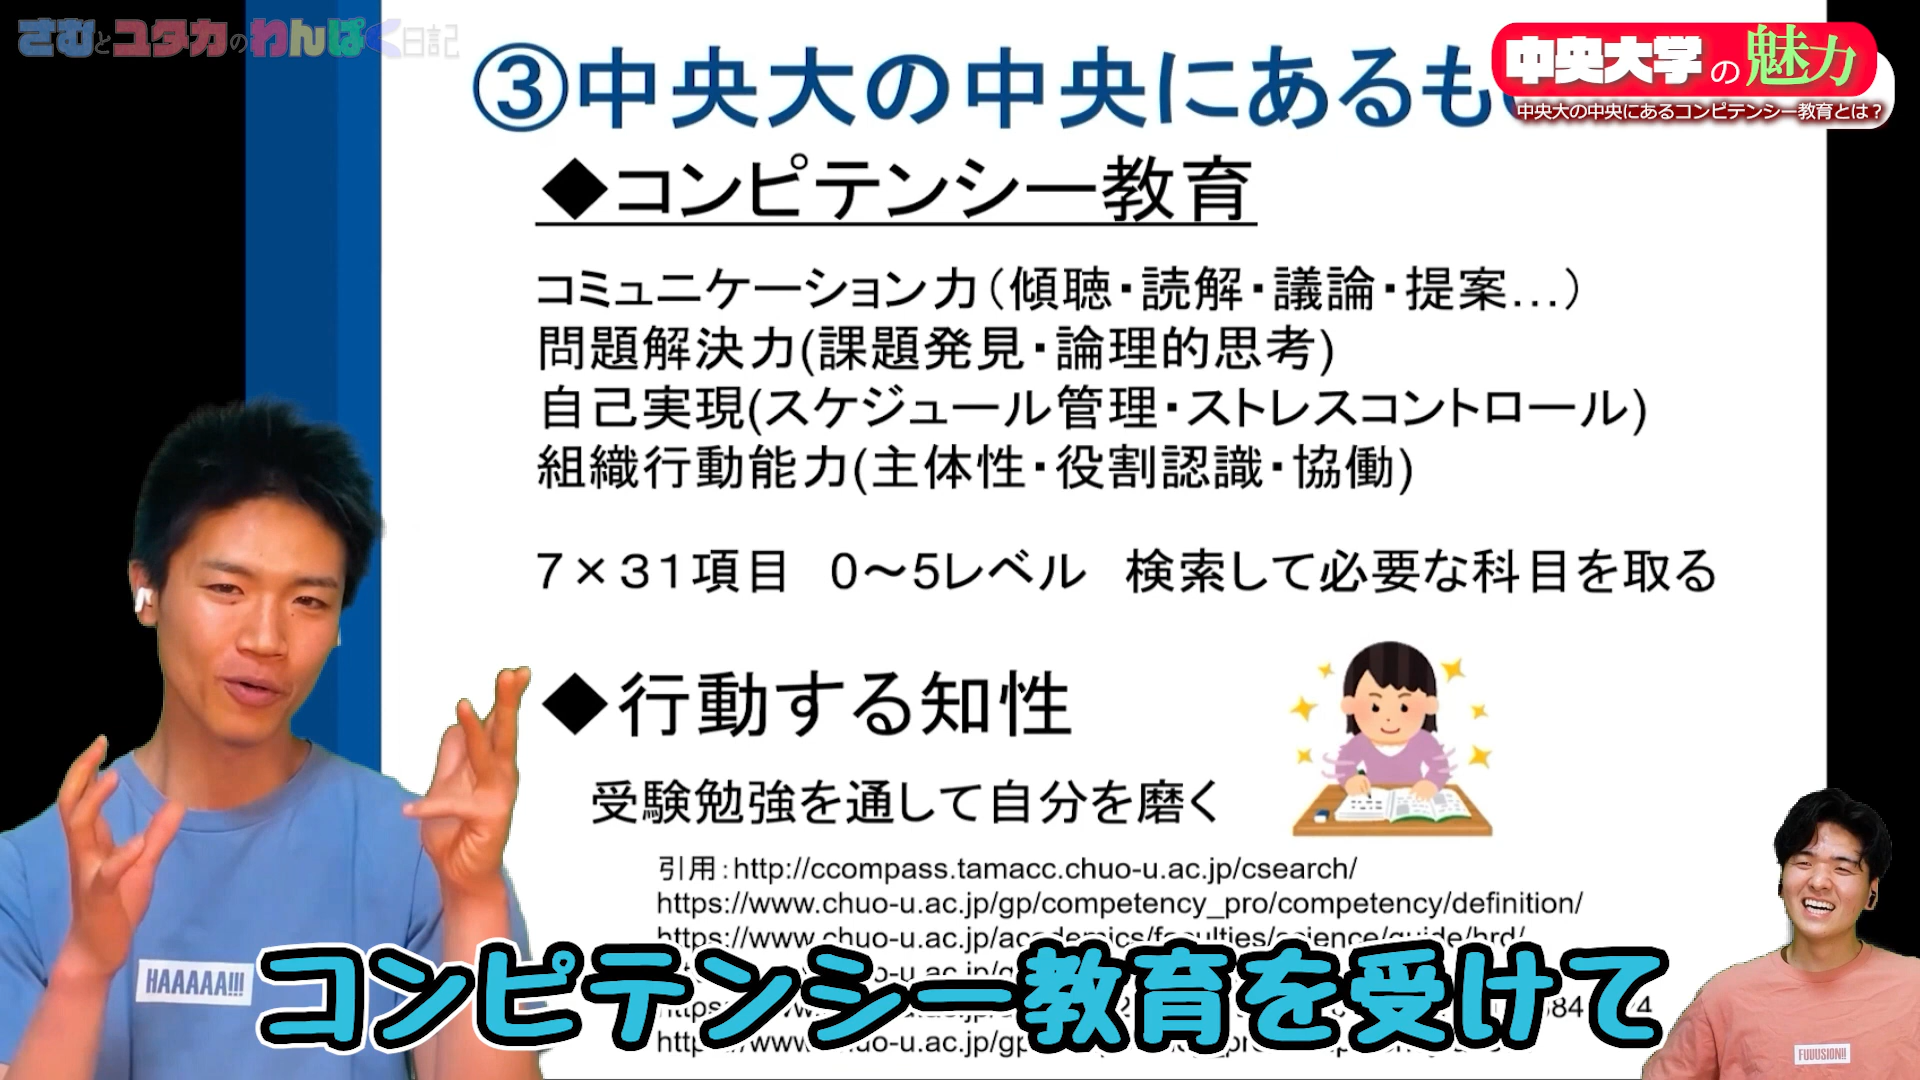 さむとユタカのわんぱく日記
中央大学の魅力
中央大の中央にあるコンピテンシー教育とは？
③中央大の中央にあるも
◆コンピテンシー教育
コミュニケーション力（傾聴・読解・議論・提案…）
問題解決力(課題発見・論理的思考)
自己実現(スケジュール管理・ストレスコントロール)
組織行動能力(主体性・役割認識・協働)
７×３１項目　0～5レベル　検索して必要な科目を取る
◆行動する知性
受験勉強を通して自分を磨く
引用：http://ccompass.tamacc.chuo-u.ac.jp/csearch/
https://www.chuo-u.ac.jp/gp/competency_pro/competency/definition/
https://www.chuo-u.ac.jp/academics/faculties/science/guide/hrd/
HAAAAA!!!
コンピテンシー教育を受けて
FUUUSION!!